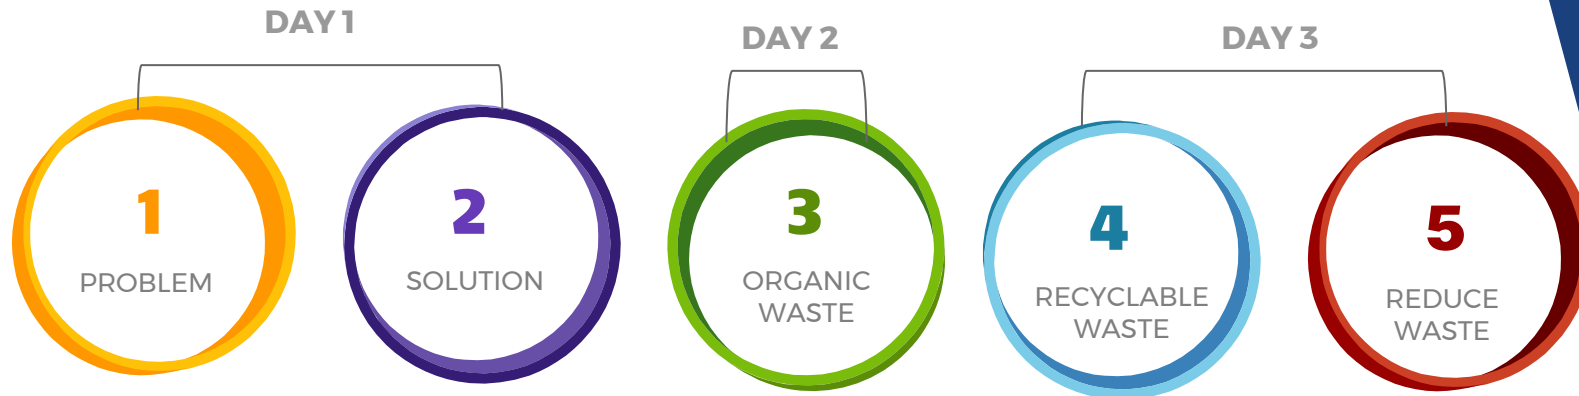 DAY 1
DAY 2
DAY 3
1
PROBLEM
2
SOLUTION
3
ORGANIC
WASTE
4
RECYCLABLE
WASTE
5
REDUCE
WASTE